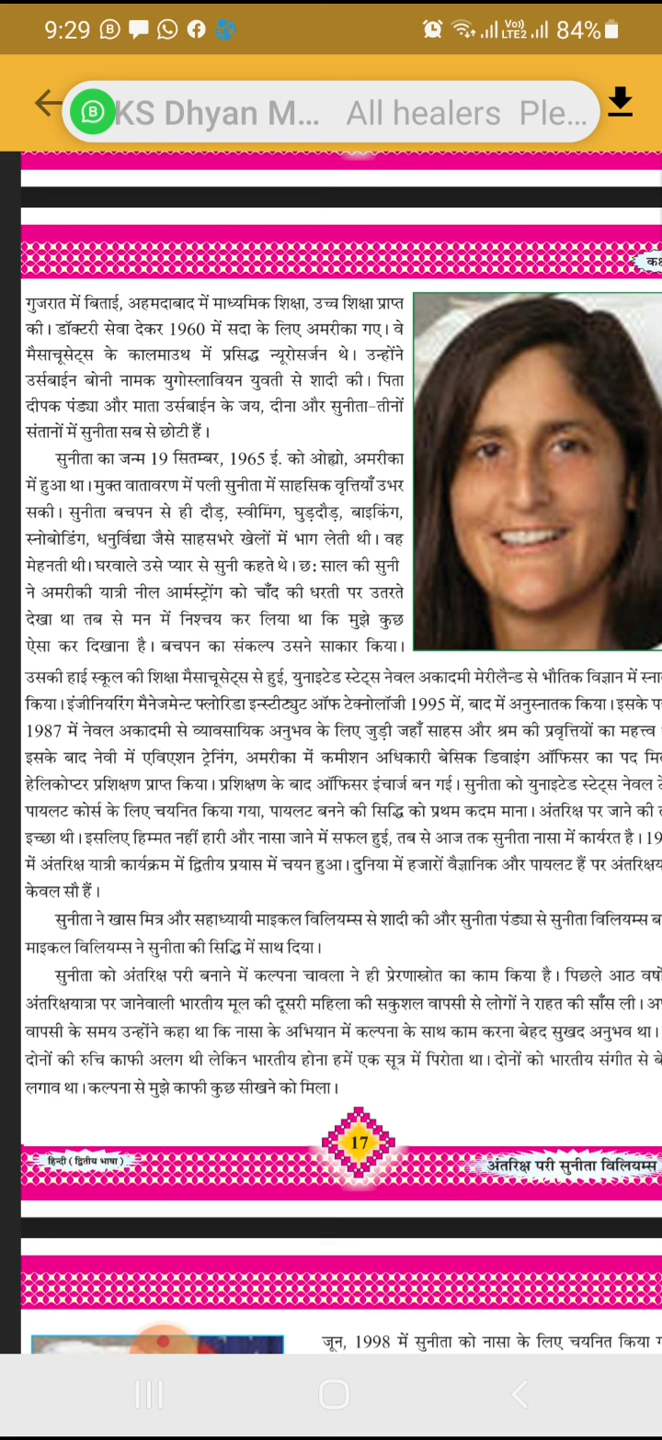 9:29
Vo))
LTE2
84%
KS Dhyan M... All healers Ple...
गुजरात में बिताई, अहमदाबाद में माध्यमिक शिक्षा, उच्च शिक्षा प्राप्त
की। डॉक्टरी सेवा देकर 1960 में सदा के लिए अमरीका गए। वे
मैसाचूसेट्स के कालमाउथ में प्रसिद्ध न्यूरोसर्जन थे। उन्होंने
उर्सबाईन बोनी नामक युगोस्लावियन युवती से शादी की। पिता
दीपक पंड्या और माता उर्सबाईन के जय, दीना और सुनीता-तीनों
संतानों में सुनीता सब से छोटी हैं।
सुनीता का जन्म 19 सितम्बर, 1965 ई. को ओह्यो, अमरीका
में हुआ था। मुक्त वातावरण में पली सुनीता में साहसिक वृत्तियाँ उभर
सकी। सुनीता बचपन से ही दौड़, स्वीमिंग, घुड़दौड़, बाइकिंग,
स्नोबोडिंग, धनुर्विद्या जैसे साहसभरे खेलों में भाग लेती थी। वह
मेहनती थी। घरवाले उसे प्यार से सुनी कहते थे। छः साल की सुनी
ने अमरीकी यात्री नील आर्मस्ट्रोंग को चाँद की धरती पर उतरते
देखा था तब से मन में निश्चय कर लिया था कि मुझे कुछ
ऐसा कर दिखाना है। बचपन का संकल्प उसने साकार किया।
उसकी हाई स्कूल की शिक्षा मैसाचूसेट्स से हुई, युनाइटेड स्टेट्स नेवल अकादमी मेरीलैन्ड से भौतिक विज्ञान में
किया। इंजीनियरिंग मैनेजमेन्ट फ्लोरिडा इन्स्टीट्युट ऑफ टेक्नोलॉजी 1995 में, बाद में अनुस्नातक किया। इसके
1987 में नेवल अकादमी से व्यावसायिक अनुभव के लिए जुड़ी जहाँ साहस और श्रम की प्रवृत्तियों का महत्त्व
इसके बाद नेवी में एविएशन ट्रेनिंग, अमरीका में कमीशन अधिकारी बेसिक डिवाइंग ऑफिसर का पद
हेलिकोप्टर प्रशिक्षण प्राप्त किया। प्रशिक्षण के बाद ऑफिसर इंचार्ज बन गई। सुनीता को युनाइटेड स्टेट्स नेवल
पायलट कोर्स के लिए चयनित किया गया, पायलट बनने की सिद्धि को प्रथम कदम माना। अंतरिक्ष पर जाने की
इच्छा थी। इसलिए हिम्मत नहीं हारी और नासा जाने में सफल हुई, तब से आज तक सुनीता नासा में कार्यरत है। 19
में अंतरिक्ष यात्री कार्यक्रम में द्वितीय प्रयास में चयन हुआ। दुनिया में हजारों वैज्ञानिक और पायलट हैं पर
केवल सौ हैं।
सुनीता ने खास मित्र और सहाध्यायी माइकल विलियम्स से शादी की और सुनीता पंड्या से सुनीता विलियम्स
माइकल विलियम्स ने सुनीता की सिद्धि में साथ दिया।
सुनीता को अंतरिक्ष परी बनाने में कल्पना चावला ने ही प्रेरणास्त्रोत का काम किया है। पिछले आठ वर्षों
अंतरिक्षयात्रा पर जानेवाली भारतीय मूल की दूसरी महिला की सकुशल वापसी से लोगों ने राहत की साँस ली।
वापसी के समय उन्होंने कहा था कि नासा के अभियान में कल्पना के साथ काम करना बेहद सुखद अनुभव था।
दोनों की रुचि काफी अलग थी लेकिन भारतीय होना हमें एक सूत्र में पिरोता था। दोनों को भारतीय संगीत से
लगाव था। कल्पना से मुझे काफी कुछ सीखने को मिला।
17
हिन्दी (द्वितीय भाषा)
अंतरिक्ष परी सुनीता विलियम्स
जून, 1998 में सुनीता को नासा के लिए चयनित किया